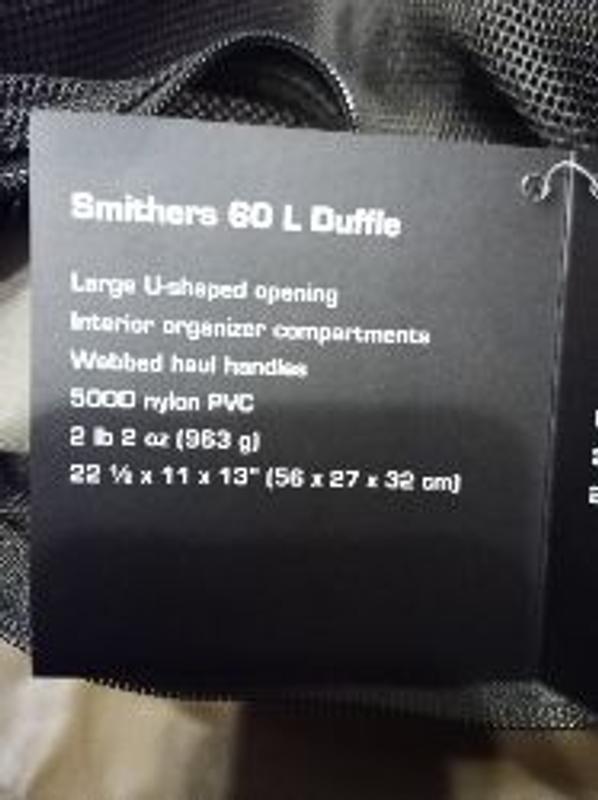 Smithers 60 L Duffle
Large U-shaped opening
Interior organizer compartments
Webbed haul handles
500D nylon PVC
2 lb 2 oz (963 g)
22 ½ x 11 x 13" (56 x 27 x 32 cm)